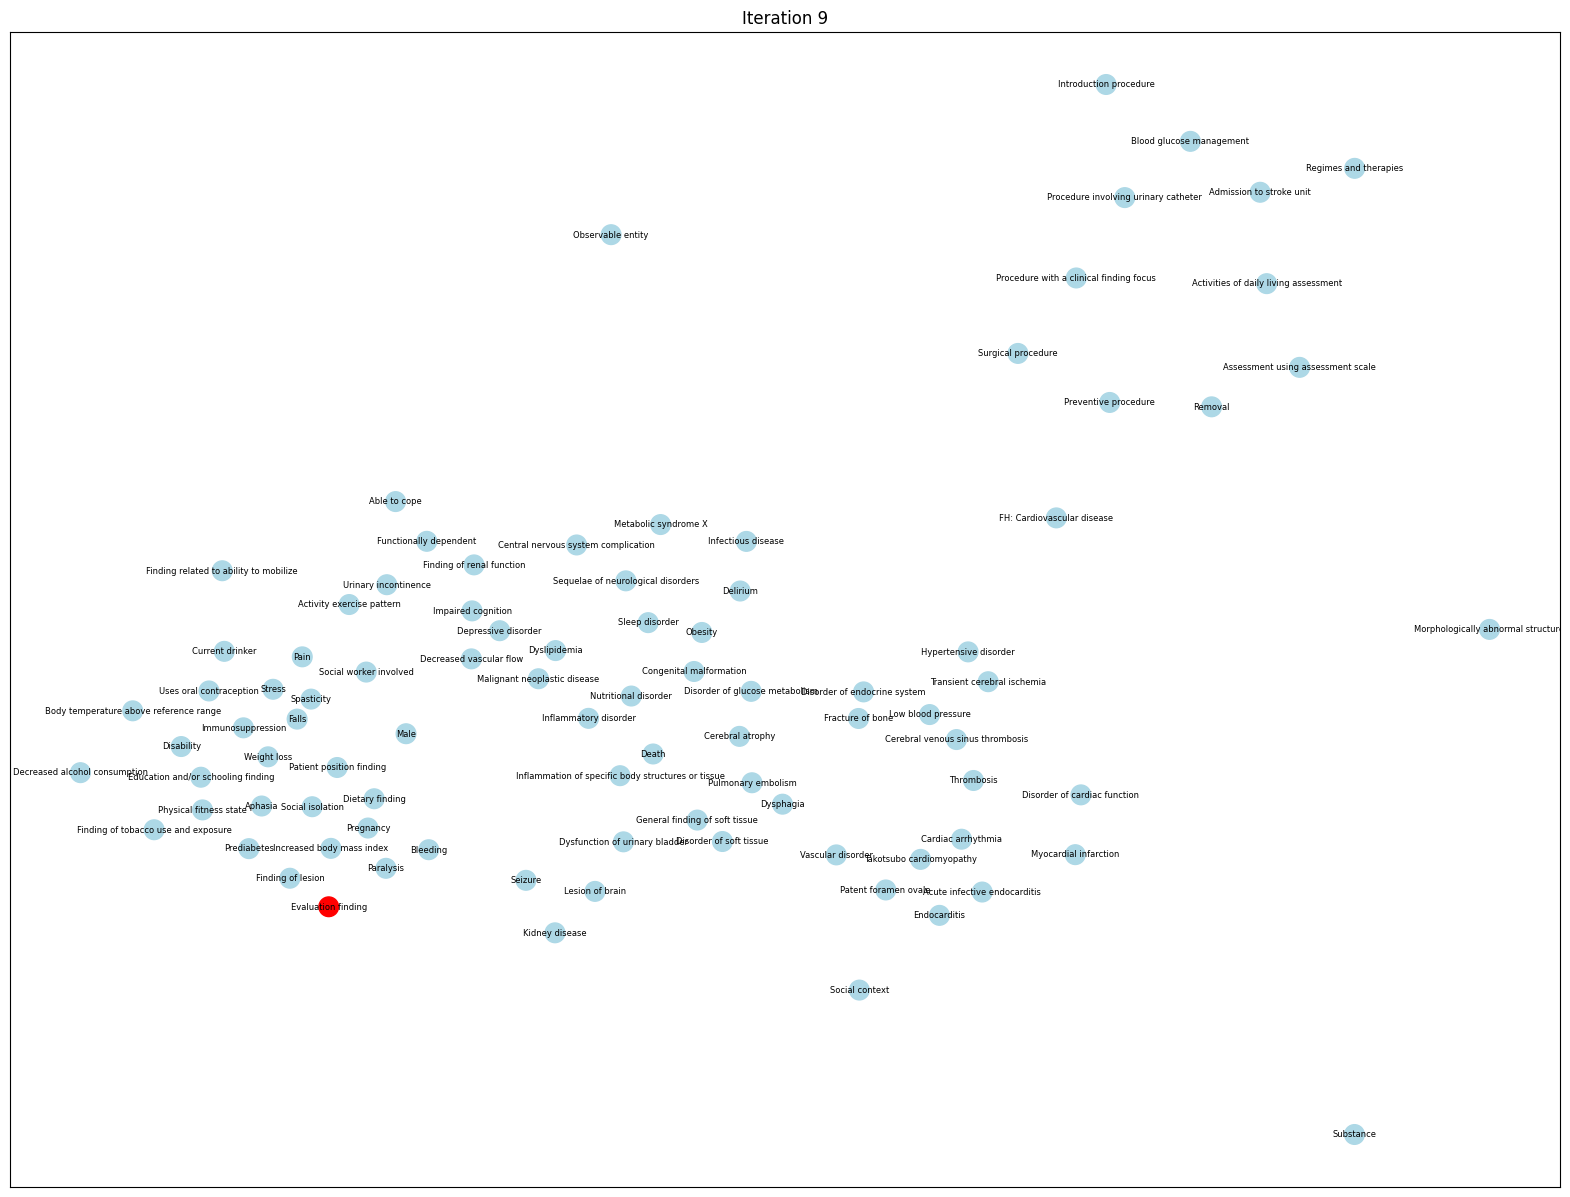 Iteration 9
Introduction procedure
Blood glucose management
Regimes and therapies
Admission to stroke unit
Procedure involving urinary catheter
Observable entity
Procedure with a clinical finding focus
Activities of daily living assessment
Surgical procedure
Assessment using assessment scale
Preventive procedure
Removal
Able to cope
FH: Cardiovascular disease
Metabolic syndrome X
Functionally dependent
Central nervous system complication
Infectious disease
Finding of renal function
Finding related to ability to mobilize
Urinary incontinence
Sequelae of neurological disorders
Delirium
Activity exercise pattern
Impaired cognition
Sleep disorder
Depressive disorder
Obesity
Morphologically abnormal structure
Current drinker
Pain
Dyslipidemia
Hypertensive disorder
Decreased vascular flow
Social worker involved
Congenital malformation
Malignant neoplastic disease
Transient cerebral ischemia
Uses oral contraception
Stress
Spasticity
Nutritional disorder
Disorder of glucose metabolism
Disorder of endocrine system
Body temperature above reference range
Falls
Inflammatory disorder
Fracture of bone
Low blood pressure
Immunosuppression
Male
Cerebral atrophy
Cerebral venous sinus thrombosis
Disability
Weight loss
Death
Patient position finding
Decreased alcohol consumption
Education and/or schooling finding
Inflammation of specific body structures or tissue
Pulmonary embolism
Thrombosis
Disorder of cardiac function
Dietary finding
Physical fitness state
Aphasia
Social isolation
Dysphagia
General finding of soft tissue
Finding of tobacco use and exposure
Pregnancy
Prediabetes
Increased body mass index
Bleeding
Dysfunction of urinary bladder
Disorder of soft tissue
Cardiac arrhythmia
Vascular disorder
Takotsubo cardiomyopathy
Myocardial infarction
Paralysis
Finding of lesion
Seizure
Lesion of brain
Patent foramen ovale
Acute infective endocarditis
Evaluation finding
Endocarditis
Kidney disease
Social context
Substance